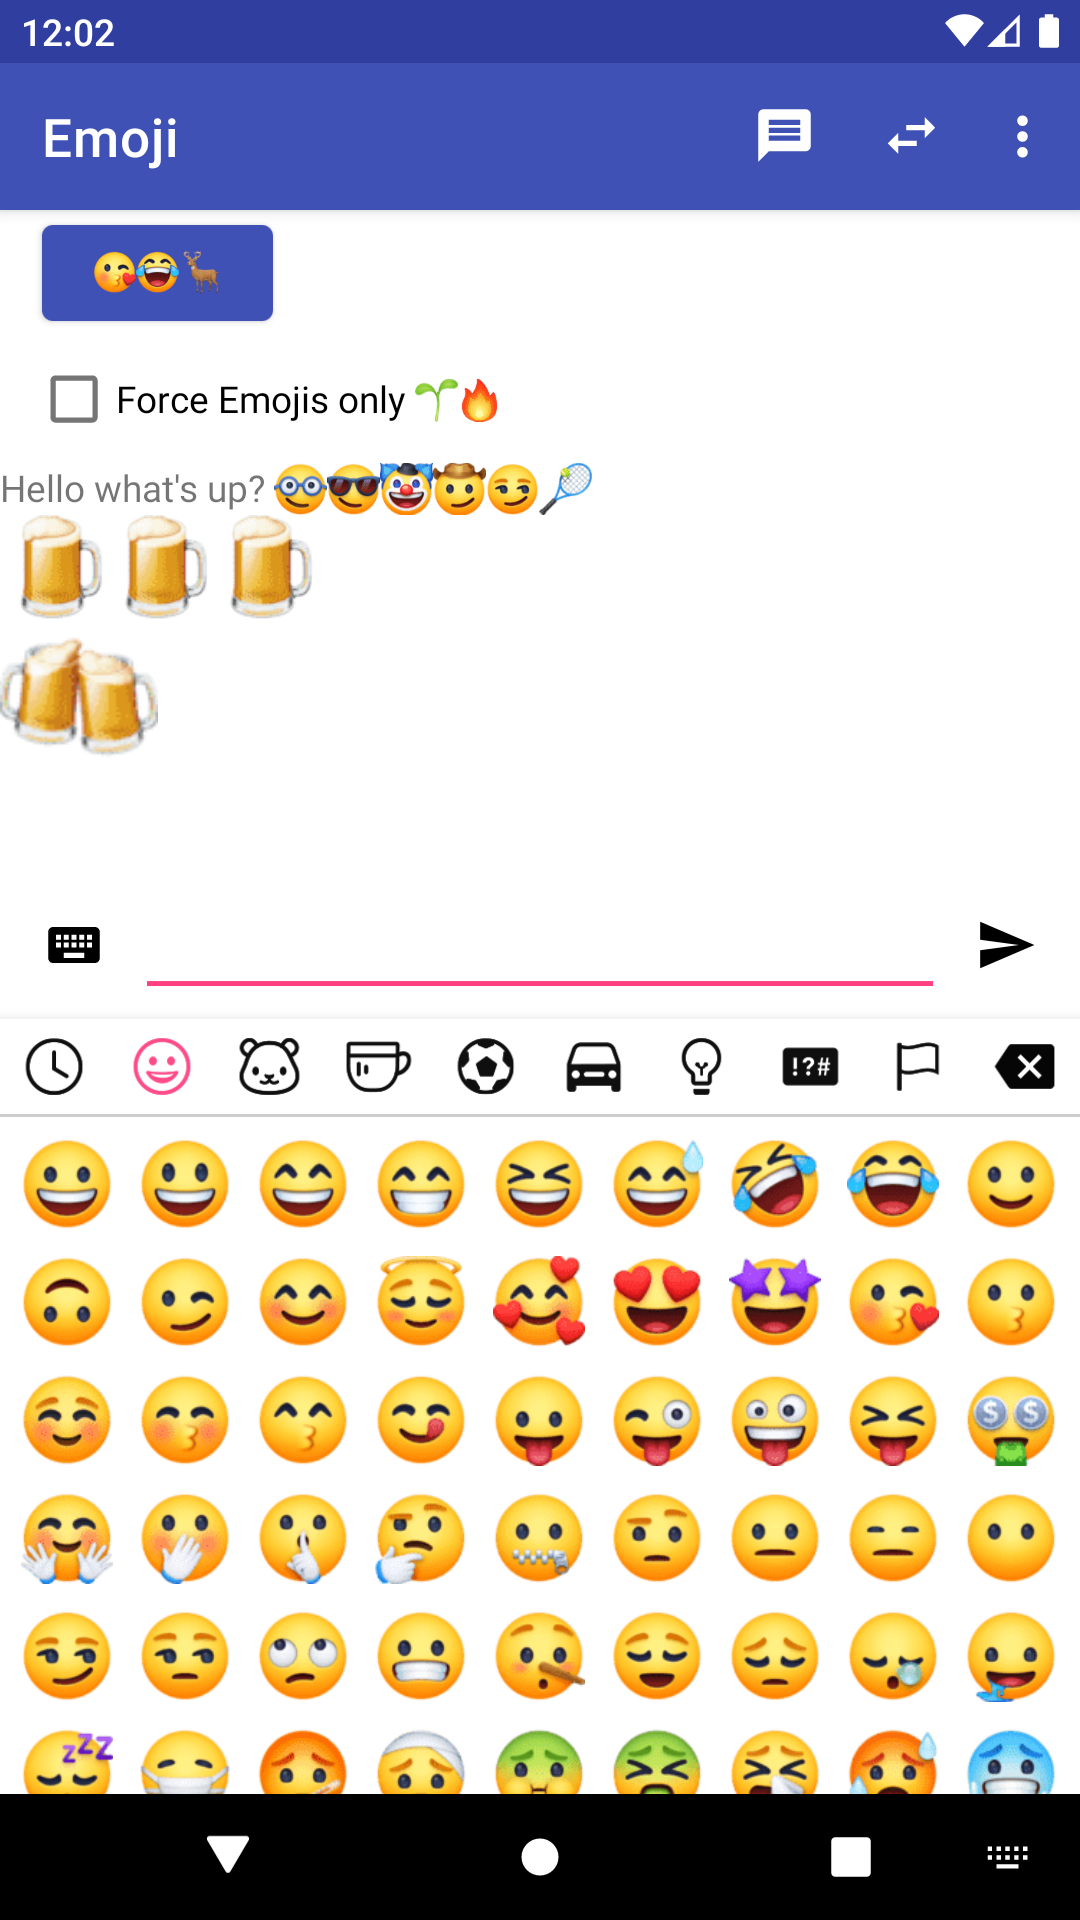 12:02
Emoji
😘😂🦌
Force Emojis only 🌱🔥
Hello what's up? 🤓😎🤡🤠😏🎾
🍺🍺🍺
🍻
!?#